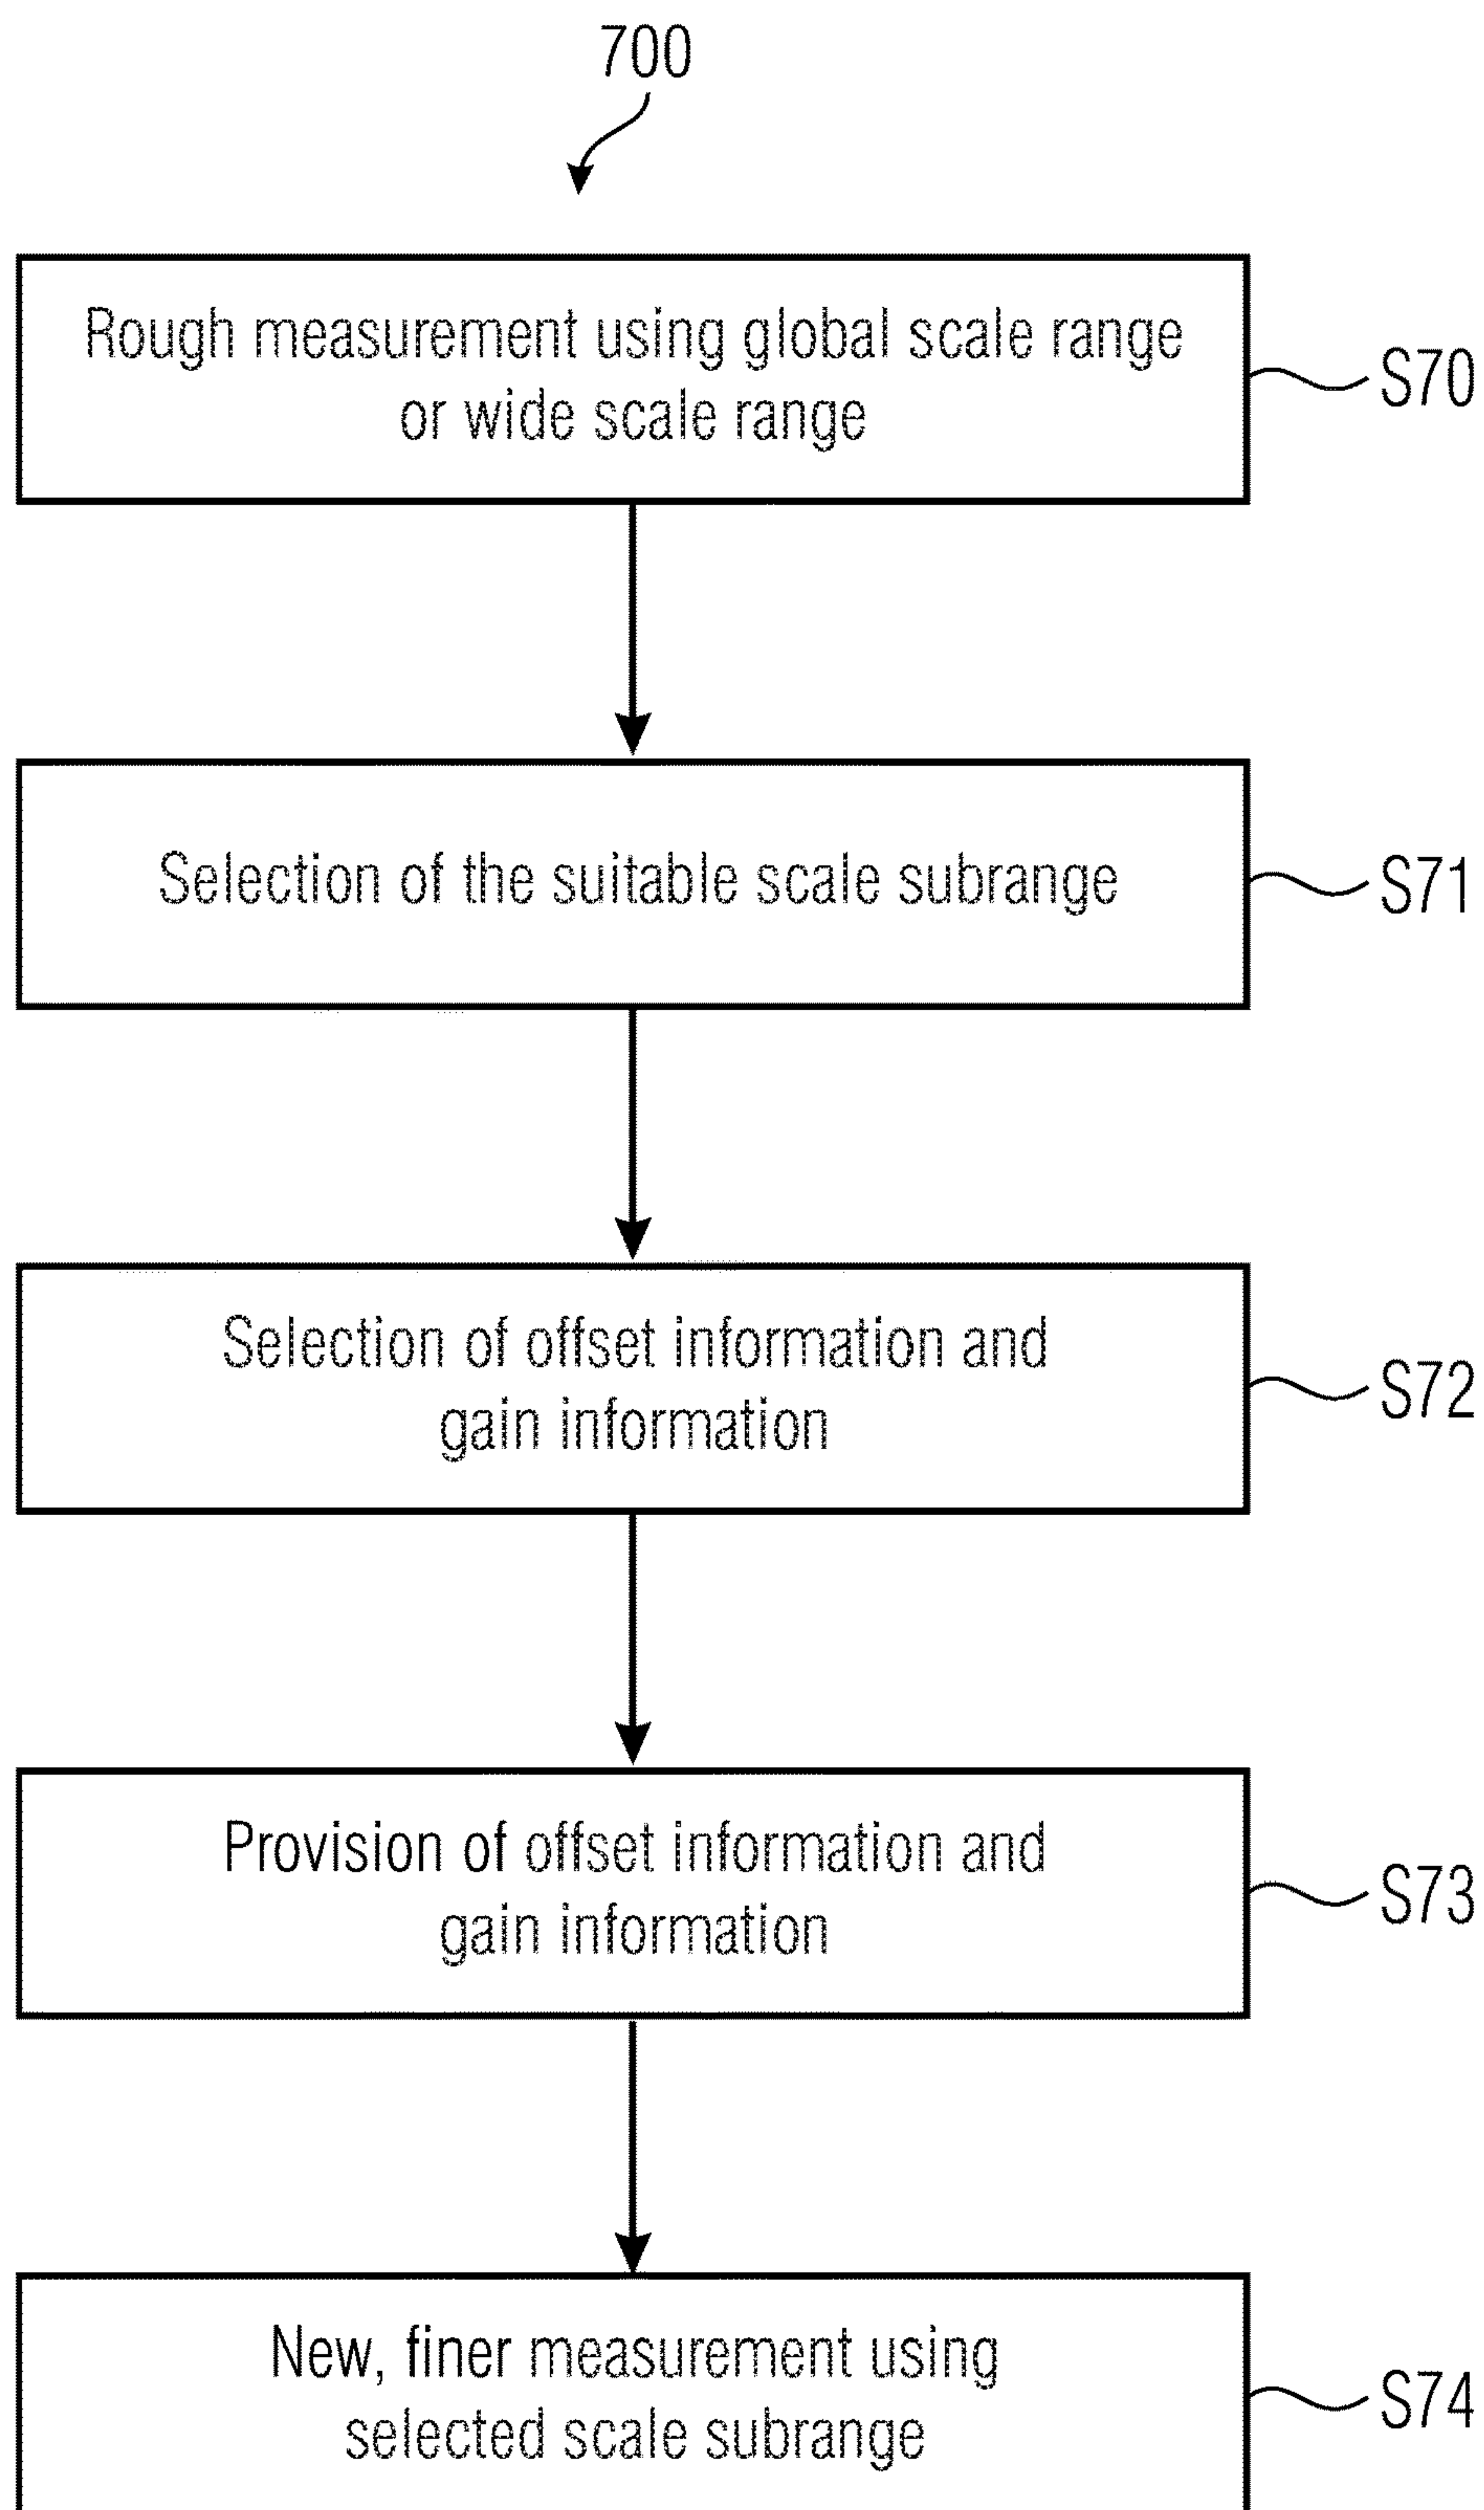 700
Rough measurement using global scale range
or wide scale range
S70
Selection of the suitable scale subrange
S71
Selection of offset information and
gain information
S72
Provision of offset information and
gain information
S73
New, finer measurement using
selected scale subrange
S74